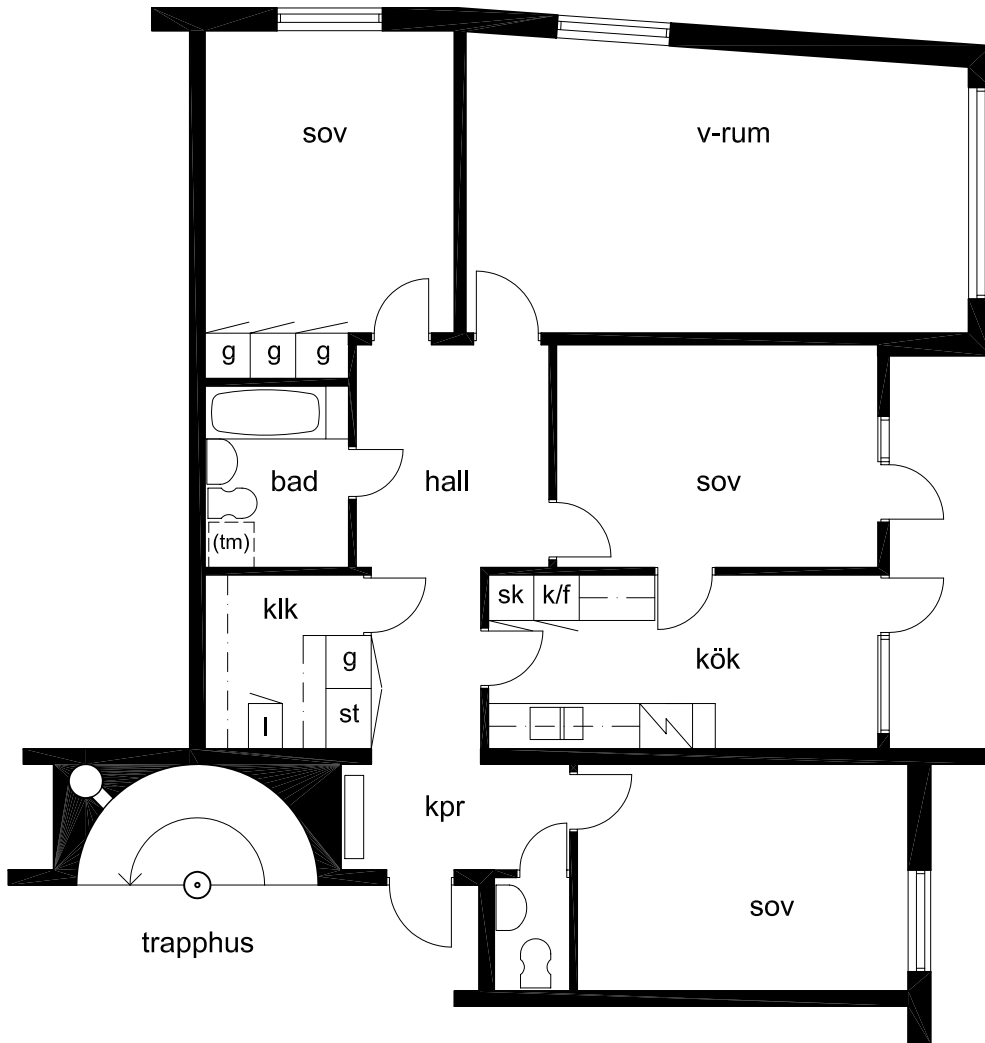 sov
v-rum
g
g
g
bad
hall
sov
(tm)
klk
sk
k/f
g
kök
st
l
kpr
sov
trapphus